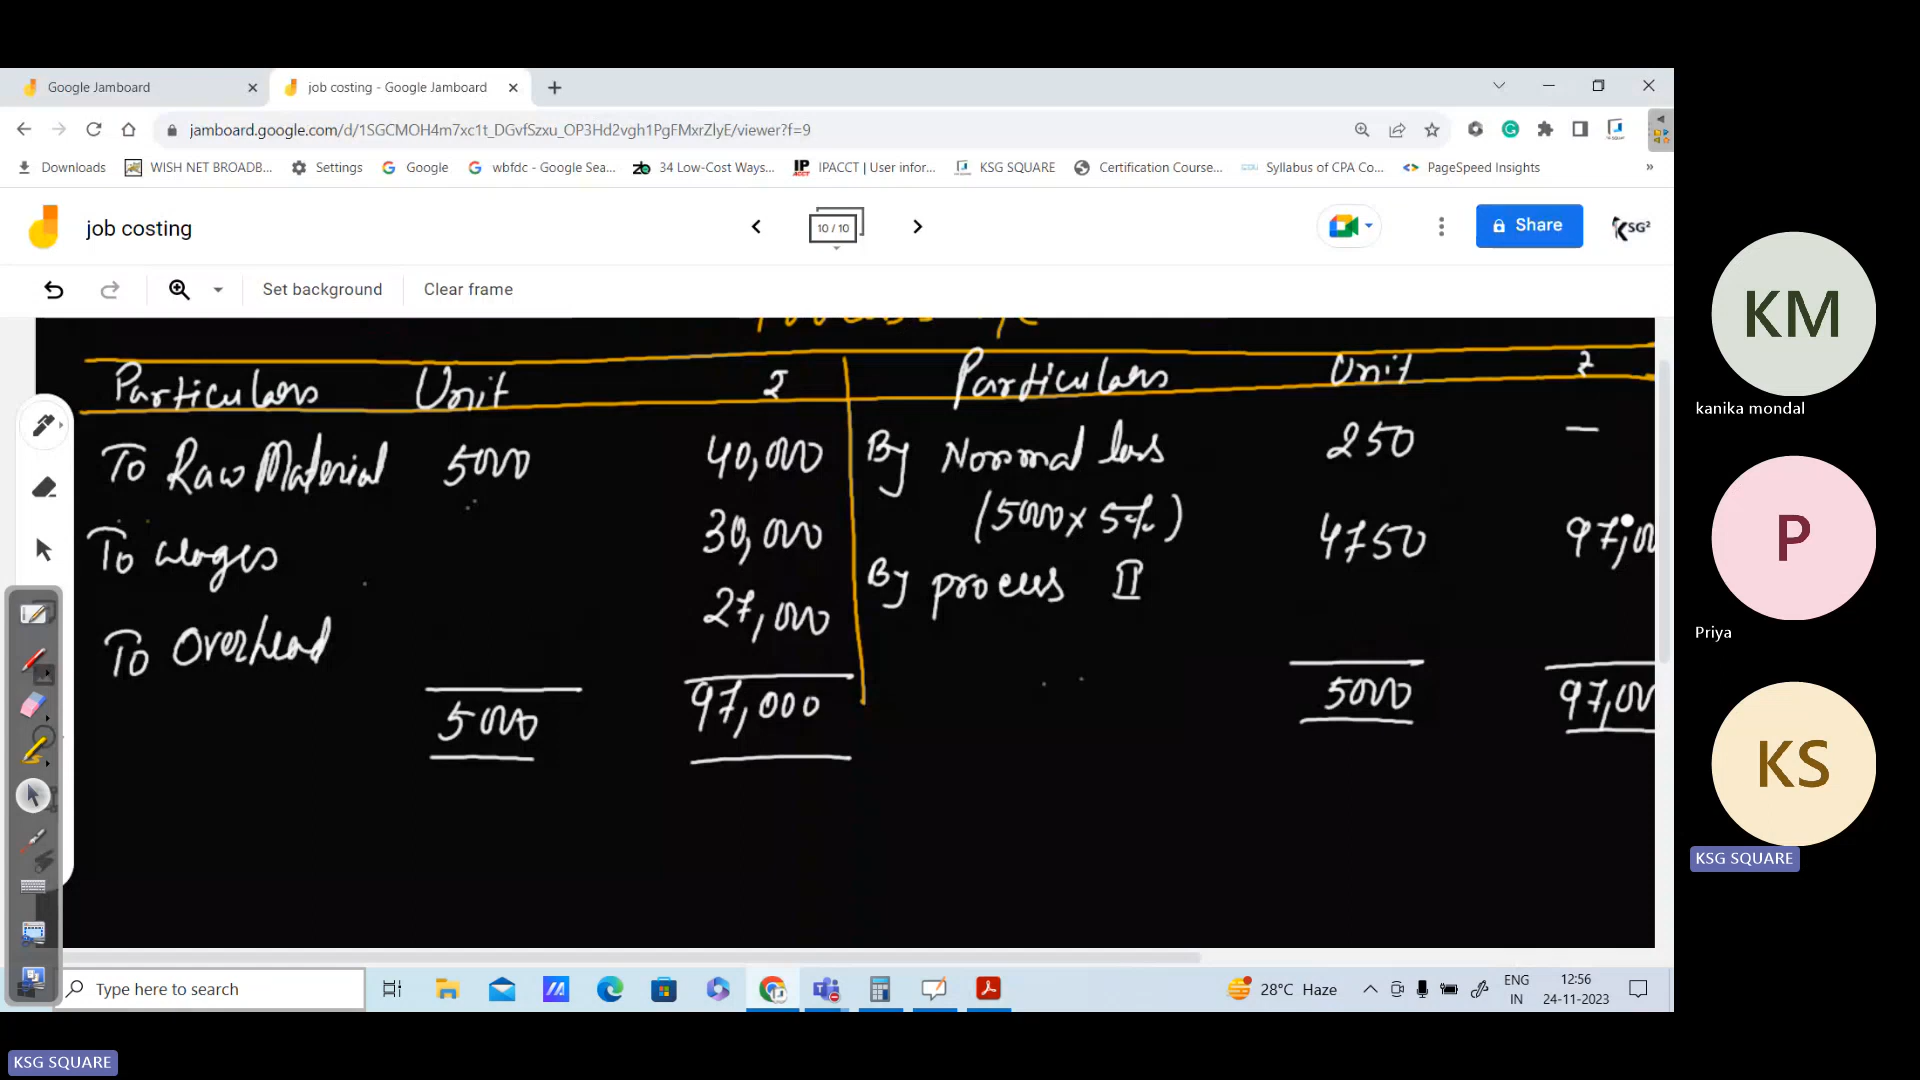 Google Jamboard
job costing - Google Jamboard
jamboard.google.com/d/1SGCMOH4m7xc1t_DGvfSzxu_OP3Hd2vgh1PgFMxrZlyE/viewer?f=9
Downloads WISH NET BROADB... Settings Google wbfdc - Google Sea... 34 Low-Cost Ways... IPACCT | User infor... KSG SQUARE Certification Course... Syllabus of CPA Co... PageSpeed Insights »
job costing
10 / 10
Share
KSG²
Set background Clear frame
Particulars Unit ₹ Particulars Unit ₹
To Raw Material 5000 40,000 By Normal loss 250 —
(5000 x 5%)
To Wages 30,000 By process II 4750 97,00
To Overhead 27,000
5000 97,000 5000 97,00
KM
kanika mondal
P
Priya
KS
KSG SQUARE
Type here to search
28°C Haze
ENG
IN
12:56
24-11-2023
KSG SQUARE